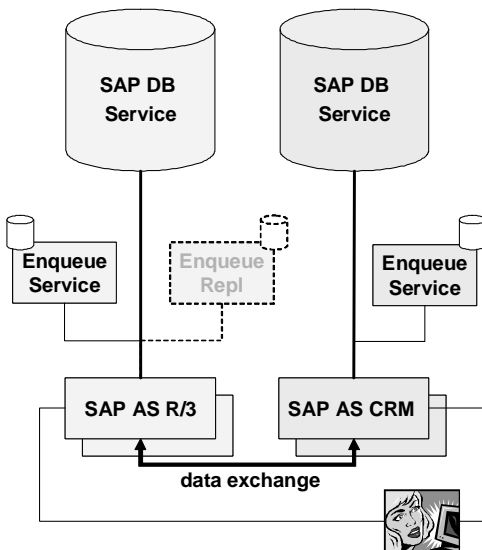 SAP DB
Service
SAP DB
Service
Enqueue
Service
Enqueue
Repl
Enqueue
Service
SAP AS R/3
SAP AS CRM
data exchange